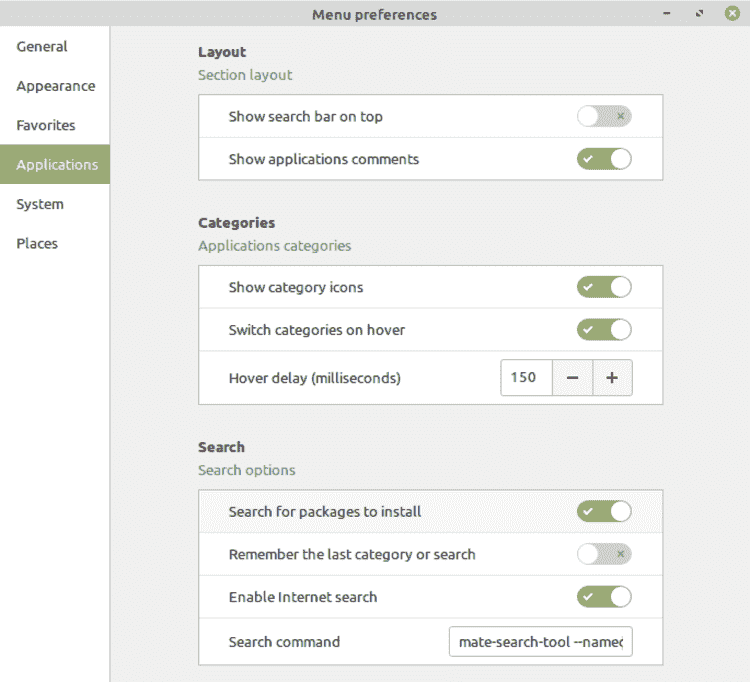 Menu preferences
General
Appearance
Favorites
Applications
System
Places
Layout
Section layout
Show search bar on top
Show applications comments
Categories
Applications categories
Show category icons
Switch categories on hover
Hover delay (milliseconds) 150 − +
Search
Search options
Search for packages to install
Remember the last category or search
Enable Internet search
Search command mate-search-tool --named